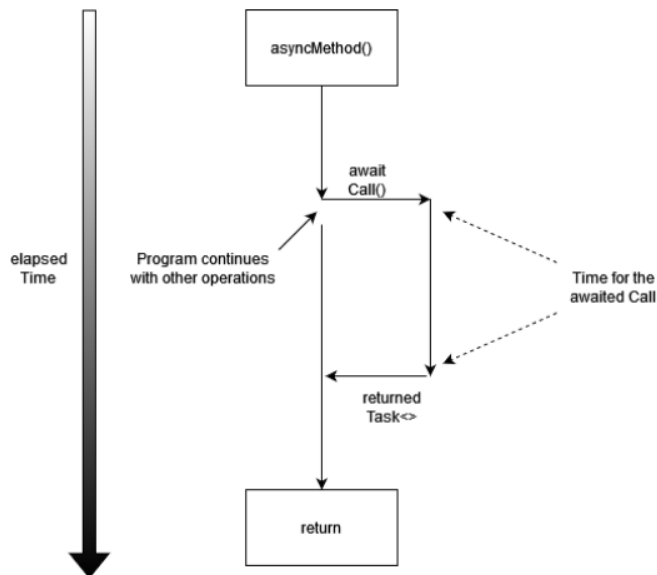 asyncMethod()
await
Call()
elapsed
Time
Program continues
with other operations
Time for the
awaited Call
returned
Task<>
return